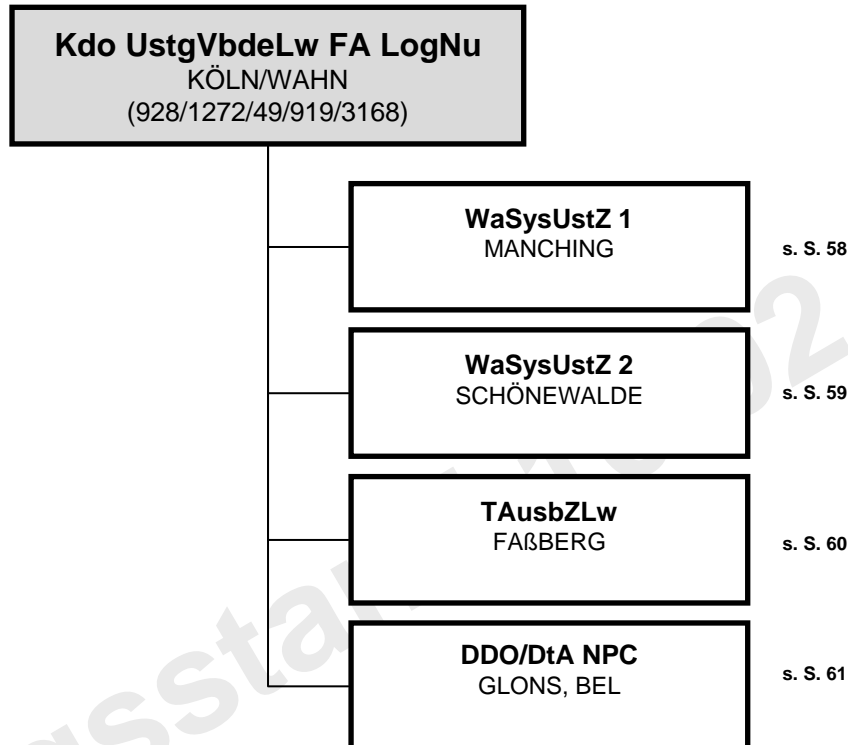 Kdo UstgVbdeLw FA LogNu
KÖLN/WAHN
(928/1272/49/919/3168)
WaSysUstZ 1
MANCHING
s. S. 58
WaSysUstZ 2
SCHÖNEWALDE
s. S. 59
TAusbZLw
FAßBERG
s. S. 60
DDO/DtA NPC
GLONS, BEL
s. S. 61